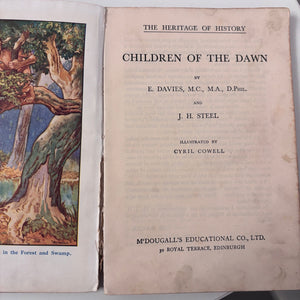 THE HERITAGE OF HISTORY
CHILDREN OF THE DAWN
BY
E. DAVIES, M.C., M.A., D.PHIL.
AND
J. H. STEEL
ILLUSTRATED BY
CYRIL COWELL
McDOUGALL'S EDUCATIONAL CO., LTD.
30 ROYAL TERRACE, EDINBURGH
in the Forest and Swamp.